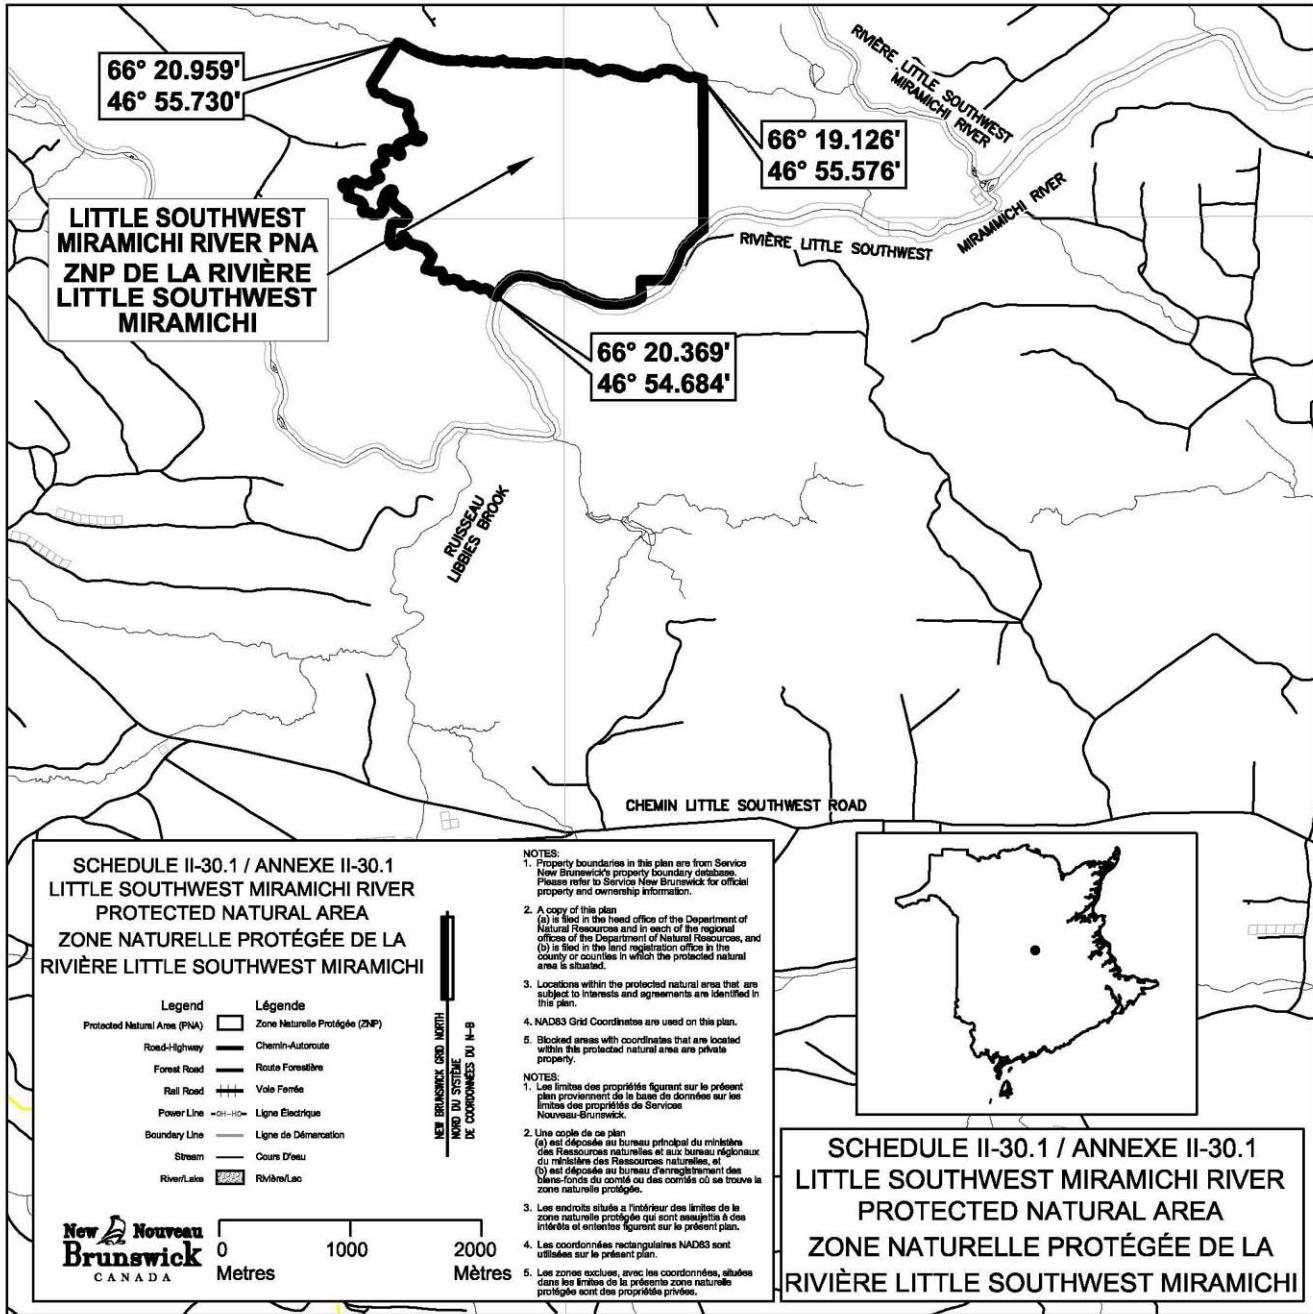 66° 20.959'
46° 55.730'
RIVIÈRE LITTLE SOUTHWEST
MIRAMICHI RIVER
66° 19.126'
46° 55.576'
LITTLE SOUTHWEST
MIRAMICHI RIVER PNA
ZNP DE LA RIVIÈRE
LITTLE SOUTHWEST
MIRAMICHI
RIVIÈRE LITTLE SOUTHWEST
MIRAMMICHI RIVER
66° 20.369'
46° 54.684'
RUISSEAU
LIBBIES BROOK
CHEMIN LITTLE SOUTHWEST ROAD
SCHEDULE II-30.1 / ANNEXE II-30.1
LITTLE SOUTHWEST MIRAMICHI RIVER
PROTECTED NATURAL AREA
ZONE NATURELLE PROTÉGÉE DE LA
RIVIÈRE LITTLE SOUTHWEST MIRAMICHI
Legend Légende
Protected Natural Area (PNA) Zone Naturelle Protégée (ZNP)
Road-Highway Chemin-Autoroute
Forest Road Route Forestière
Rail Road Voie Ferrée
Power Line -OH-HO- Ligne Électrique
Boundary Line Ligne de Démarcation
Stream Cours D'eau
River/Lake Rivière/Lac
NEW BRUNSWICK GRID NORTH
NORD DU SYSTÈME
DE COORDONNÉES DU N-B
New Nouveau
Brunswick
CANADA
0 1000 2000
Metres Mètres
NOTES:
1. Property boundaries in this plan are from Service
New Brunswick's property boundary database.
Please refer to Service New Brunswick for official
property and ownership information.
2. A copy of this plan
(a) is filed in the head office of the Department of
Natural Resources and in each of the regional
offices of the Department of Natural Resources, and
(b) is filed in the land registration office in the
county or counties in which the protected natural
area is situated.
3. Locations within the protected natural area that are
subject to interests and agreements are identified in
this plan.
4. NAD83 Grid Coordinates are used on this plan.
5. Blocked areas with coordinates that are located
within this protected natural area are private
property.
NOTES:
1. Les limites des propriétés figurant sur le présent
plan proviennent de la base de données sur les
limites des propriétés de Services
Nouveau-Brunswick.
2. Une copie de ce plan
(a) est déposée au bureau principal du ministère
des Ressources naturelles et aux bureau régionaux
du ministère des Ressources naturelles, et
(b) est déposée au bureau d'enregistrement des
biens-fonds du comté ou des comtés où se trouve la
zone naturelle protégée.
3. Les endroits situés a l'intérieur des limites de la
zone naturelle protégée qui sont assujettis à des
intérêts et ententes figurent sur le présent plan.
4. Les coordonnées rectangulaires NAD83 sont
utilisées sur le présent plan.
5. Les zones exclues, avec les coordonnées, situées
dans les limites de la présente zone naturelle
protégée sont des propriétés privées.
SCHEDULE II-30.1 / ANNEXE II-30.1
LITTLE SOUTHWEST MIRAMICHI RIVER
PROTECTED NATURAL AREA
ZONE NATURELLE PROTÉGÉE DE LA
RIVIÈRE LITTLE SOUTHWEST MIRAMICHI